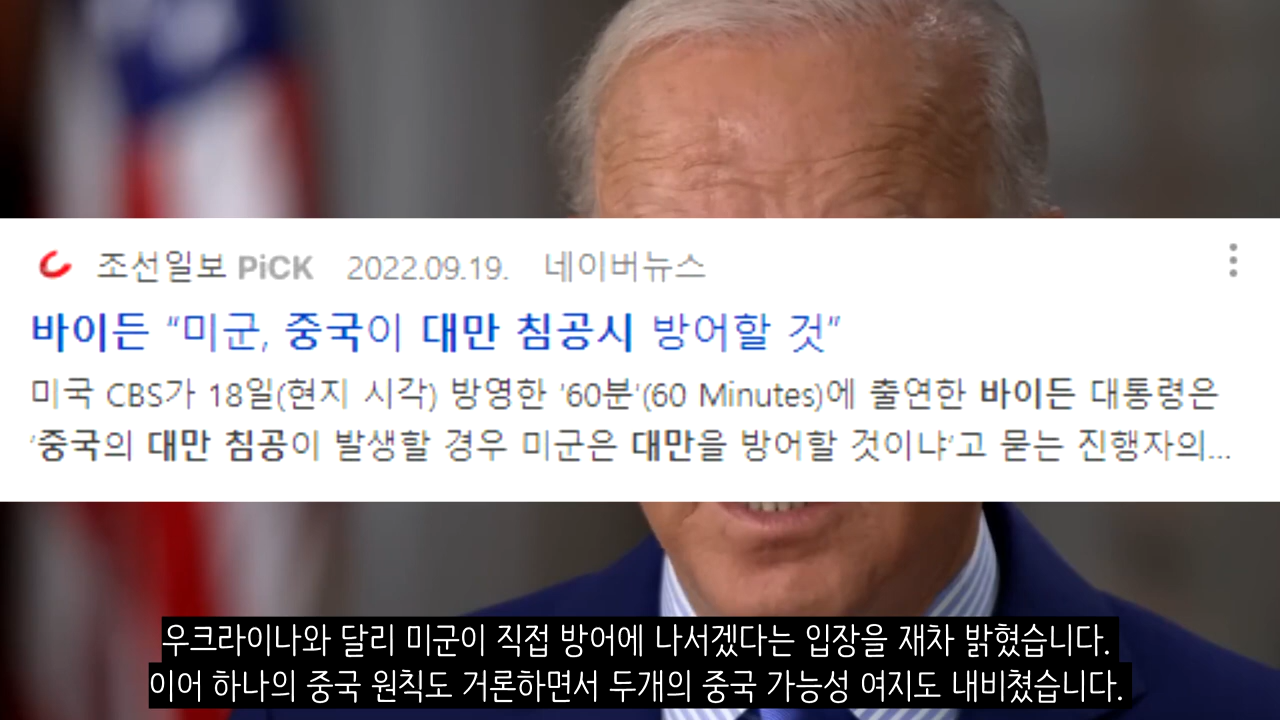 조선일보 PiCK 2022.09.19. 네이버뉴스
바이든 “미군, 중국이 대만 침공시 방어할 것”
미국 CBS가 18일(현지 시각) 방영한 '60분'(60 Minutes)에 출연한 바이든 대통령은
'중국의 대만 침공이 발생할 경우 미군은 대만을 방어할 것이냐'고 묻는 진행자의...
우크라이나와 달리 미군이 직접 방어에 나서겠다는 입장을 재차 밝혔습니다.
이어 하나의 중국 원칙도 거론하면서 두개의 중국 가능성 여지도 내비쳤습니다.